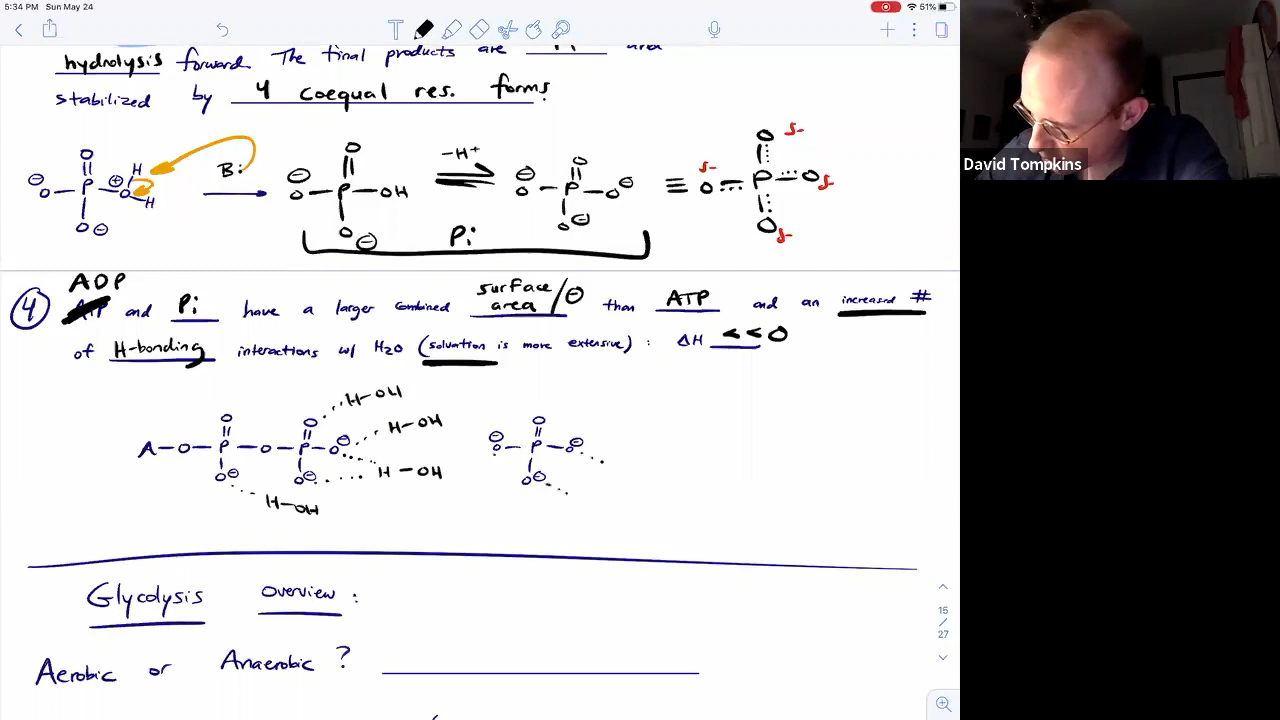 5:34 PM Sun May 24
51%
hydrolysis forward. The final products are Pi and
stabilized by 4 coequal res. forms.
O
H
⊖ O-P-O ⊕ H
O ⊖
B:
O
⊖ O-P-OH
O ⊖
-H+
O
⊖ O-P-O ⊖
O ⊖
≡
O δ-
δ- O P O δ-
O δ-
Pi
David Tompkins
ADP
④ and Pi have a larger combined surface area/⊖ than ATP and an increased #
of H-bonding interactions w/ H2O (solvation is more extensive) : ΔH <<0
H-OH
H-OH
H-OH
H-OH
A-O-P-O-P-O ⊖
O O
O ⊖ O ⊖
O
⊖ O-P-O ⊖
O ⊖
Glycolysis Overview :
Aerobic or Anaerobic ?
15
/
27